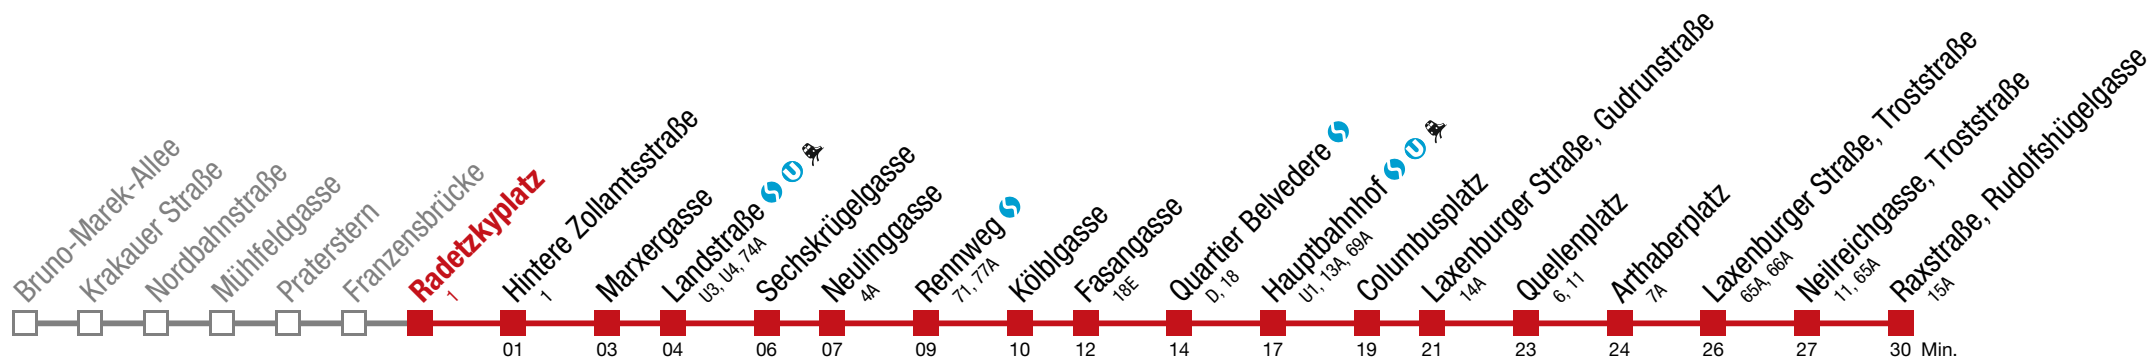 Bruno-Marek-Allee
Krakauer Straße
Nordbahnstraße
Mühlfeldgasse
Praterstern
Franzensbrücke
Radetzkyplatz
1
Hintere Zollamtsstraße
1
Marxergasse
Landstraße S U
U3, U4, 74A
Sechskrügelgasse
Neulinggasse
4A
Rennweg S
71, 77A
Kölblgasse
Fasangasse
18E
Quartier Belvedere S
D, 18
Hauptbahnhof S U
U1, 13A, 69A
Columbusplatz
Laxenburger Straße, Gudrunstraße
14A
Quellenplatz
6, 11
Arthaberplatz
7A
Laxenburger Straße, Troststraße
65A, 66A
Neilreichgasse, Troststraße
11, 65A
Raxstraße, Rudolfshügelgasse
15A
01 03 04 06 07 09 10 12 14 17 19 21 23 24 26 27 30 Min.